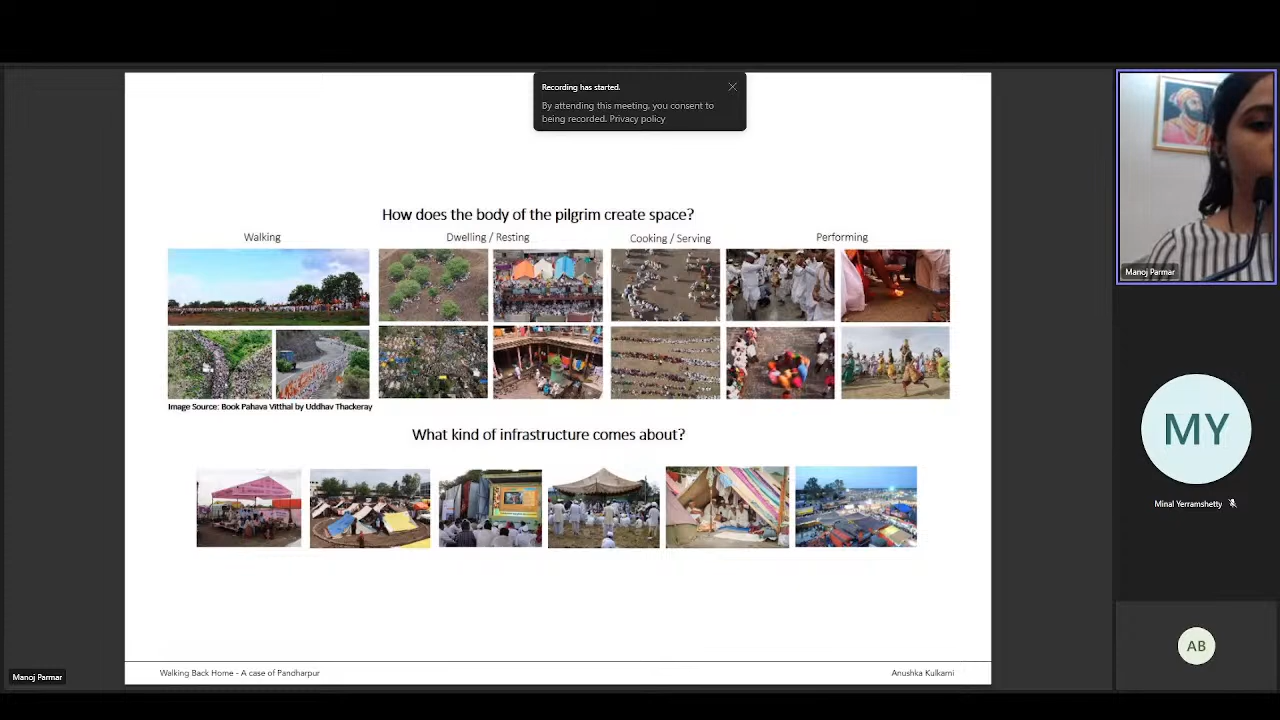 Recording has started.
By attending this meeting, you consent to
being recorded. Privacy policy
How does the body of the pilgrim create space?
Walking
Dwelling / Resting
Cooking / Serving
Performing
Image Source: Book Pahava Vitthal by Uddhav Thackeray
What kind of infrastructure comes about?
Walking Back Home - A case of Pandharpur
Anushka Kulkarni
Manoj Parmar
Manoj Parmar
MY
Minal Yerramshetty
AB